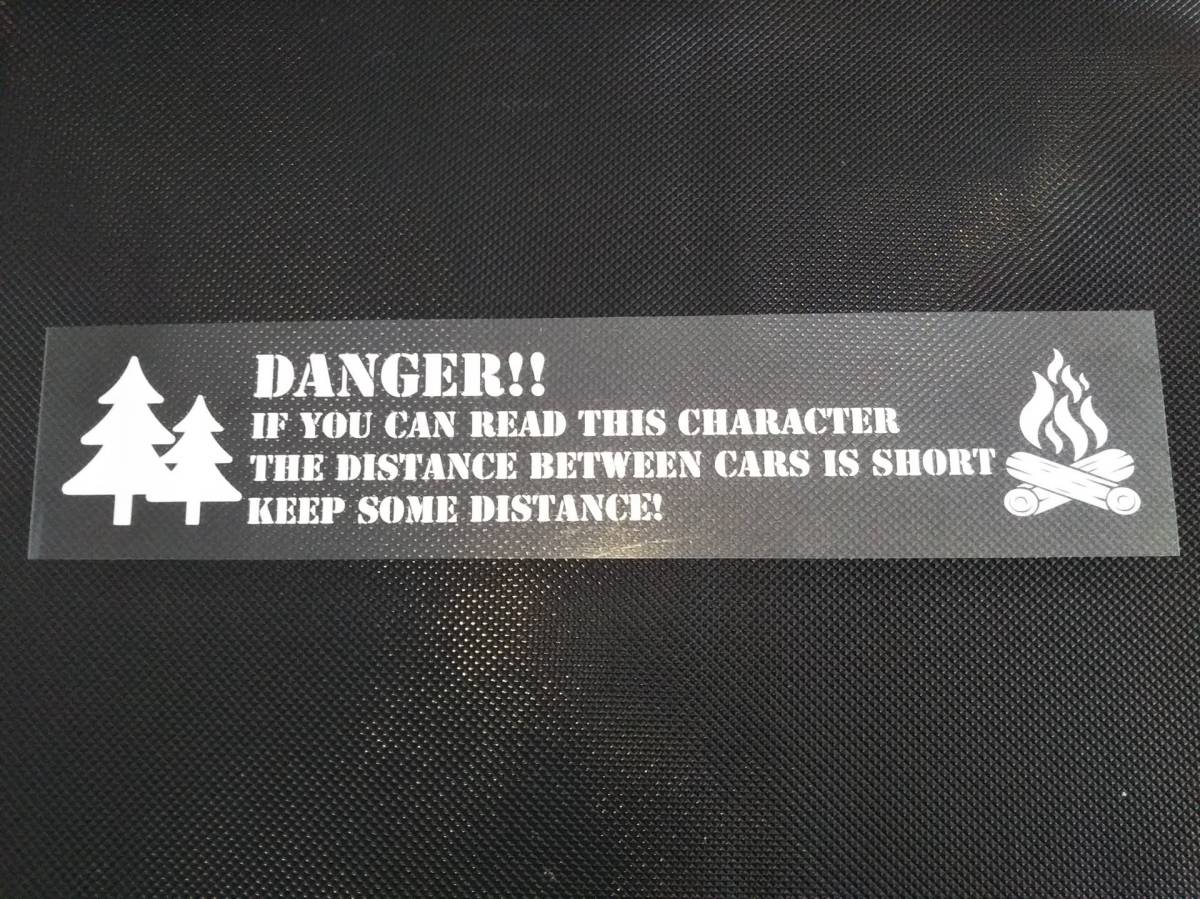 DANGER!!
IF YOU CAN READ THIS CHARACTER
THE DISTANCE BETWEEN CARS IS SHORT
KEEP SOME DISTANCE!